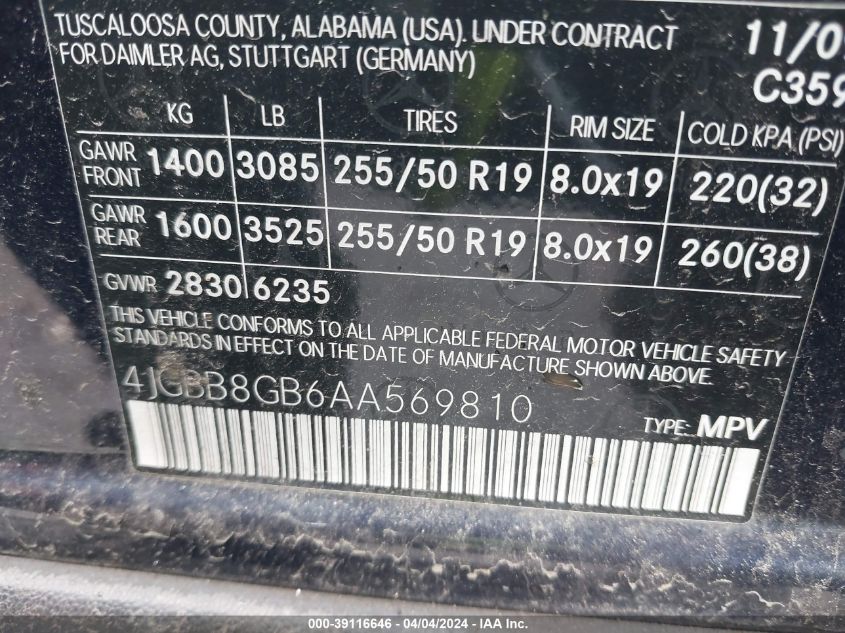 TUSCALOOSA COUNTY, ALABAMA (USA). UNDER CONTRACT 11/0
FOR DAIMLER AG, STUTTGART (GERMANY) C359
KG LB TIRES RIM SIZE COLD KPA (PSI)
GAWR FRONT 1400 3085 255/50 R19 8.0x19 220(32)
GAWR REAR 1600 3525 255/50 R19 8.0x19 260(38)
GVWR 2830 6235
THIS VEHICLE CONFORMS TO ALL APPLICABLE FEDERAL MOTOR VEHICLE SAFETY
STANDARDS IN EFFECT ON THE DATE OF MANUFACTURE SHOWN ABOVE.
4JGBB8GB6AA569810 TYPE: MPV
000-39116646 - 04/04/2024 - IAA Inc.